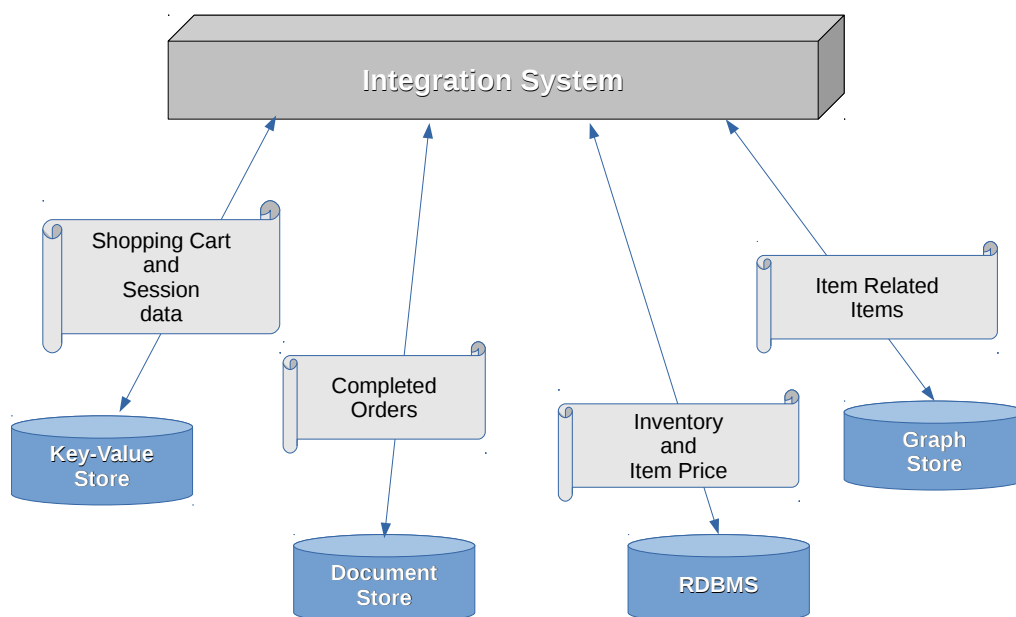 Integration System
Shopping Cart
and
Session
data
Item Related
Items
Completed
Orders
Inventory
and
Item Price
Key-Value
Store
Graph
Store
Document
Store
RDBMS